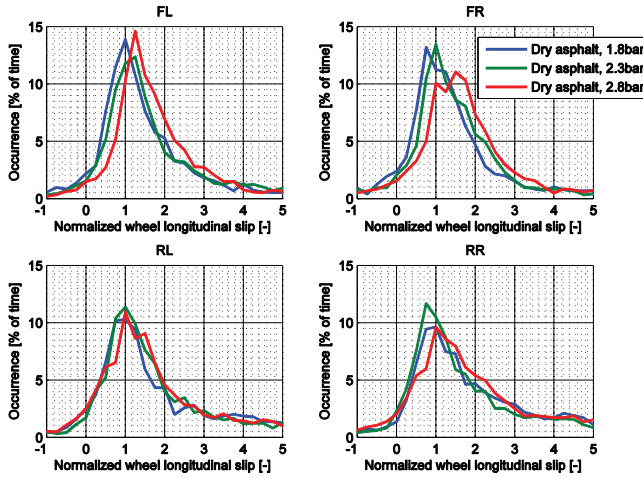 FL
FR
Dry asphalt, 1.8bar
Dry asphalt, 2.3bar
Dry asphalt, 2.8bar
Occurrence [% of time]
15
10
5
0
-1 0 1 2 3 4 5
Normalized wheel longitudinal slip [-]
Occurrence [% of time]
15
10
5
0
-1 0 1 2 3 4 5
Normalized wheel longitudinal slip [-]
RL
RR
Occurrence [% of time]
15
10
5
0
-1 0 1 2 3 4 5
Normalized wheel longitudinal slip [-]
Occurrence [% of time]
15
10
5
0
-1 0 1 2 3 4 5
Normalized wheel longitudinal slip [-]